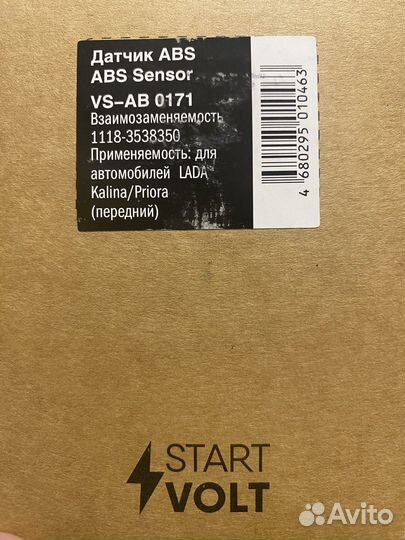 Датчик ABS
ABS Sensor
VS–AB 0171
Взаимозаменяемость
1118-3538350
Применяемость: для
автомобилей LADA
Kalina/Priora
(передний)
4 680295 010463
START
VOLT
Avito